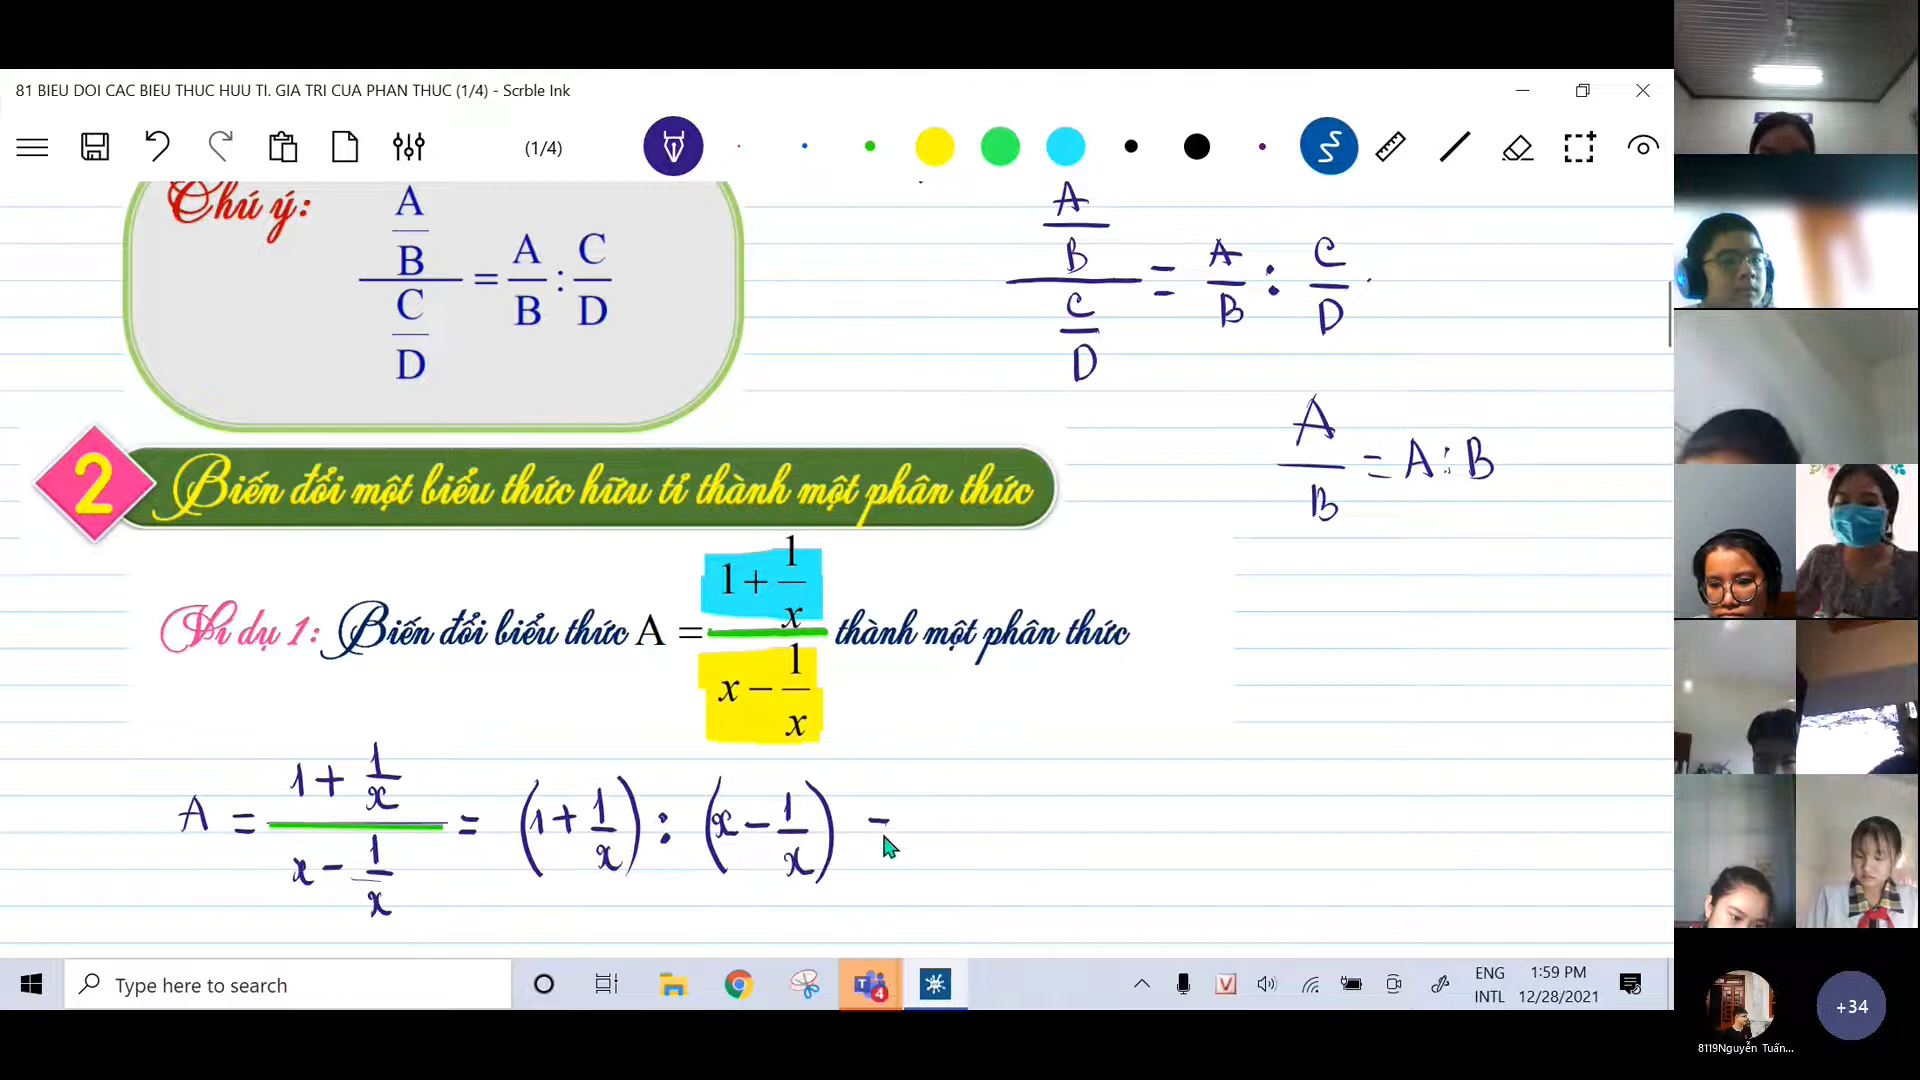 81 BIEU DOI CAC BIEU THUC HUU TI. GIA TRI CUA PHAN THUC (1/4) - Scrble Ink
(1/4)
Chú ý:
A/B / C/D = A/B : C/D
A/B / C/D = A/B : C/D
A/B = A : B
2
Biến đổi một biểu thức hữu tỉ thành một phân thức
Ví dụ 1: Biến đổi biểu thức A = (1 + 1/x) / (x − 1/x) thành một phân thức
A = (1 + 1/x) / (x − 1/x) = (1 + 1/x) : (x − 1/x) −
Type here to search
4
V
ENG
INTL
1:59 PM
12/28/2021
8119Nguyễn Tuấn...
+34